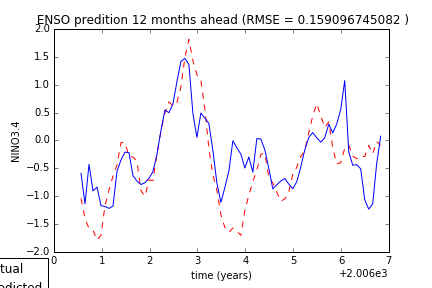 ENSO predition 12 months ahead (RMSE = 0.159096745082 )
2.0
1.5
1.0
0.5
0.0
−0.5
−1.0
−1.5
−2.0
NINO3.4
0 1 2 3 4 5 6 7
time (years)
+2.006e3
tual
edicted